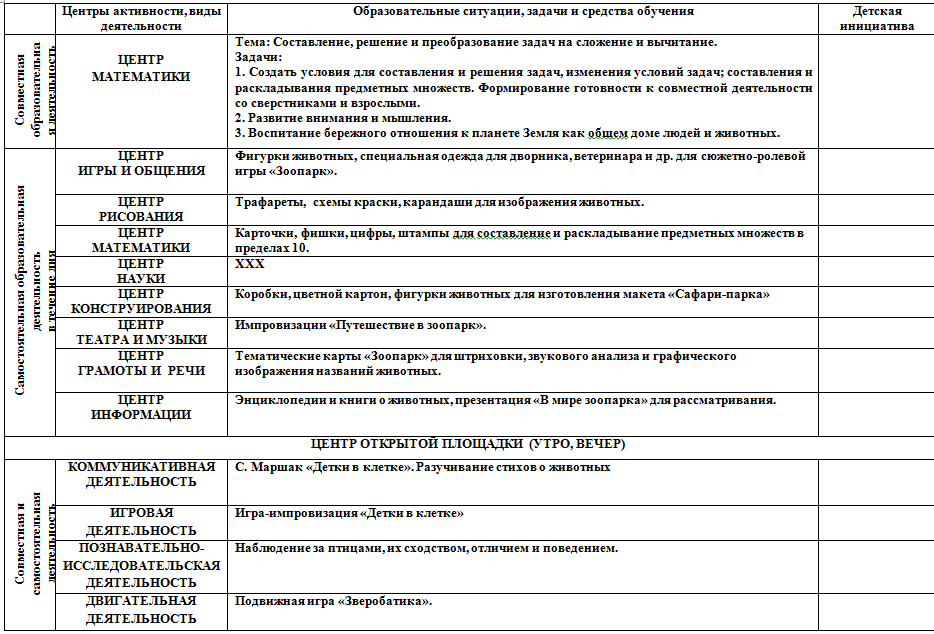 Центры активности, виды деятельности
Образовательные ситуации, задачи и средства обучения
Детская инициатива
Совместная образовательная деятельность
ЦЕНТР
МАТЕМАТИКИ
Тема: Составление, решение и преобразование задач на сложение и вычитание.
Задачи:
1. Создать условия для составления и решения задач, изменения условий задач; составления и
раскладывания предметных множеств. Формирование готовности к совместной деятельности
со сверстниками и взрослыми.
2. Развитие внимания и мышления.
3. Воспитание бережного отношения к планете Земля как общем доме людей и животных.
Самостоятельная образовательная
деятельность
в течение дня
ЦЕНТР
ИГРЫ И ОБЩЕНИЯ
Фигурки животных, специальная одежда для дворника, ветеринара и др. для сюжетно-ролевой
игры «Зоопарк».
ЦЕНТР
РИСОВАНИЯ
Трафареты, схемы краски, карандаши для изображения животных.
ЦЕНТР
МАТЕМАТИКИ
Карточки, фишки, цифры, штампы для составление и раскладывание предметных множеств в
пределах 10.
ЦЕНТР
НАУКИ
ХХХ
ЦЕНТР
КОНСТРУИРОВАНИЯ
Коробки, цветной картон, фигурки животных для изготовления макета «Сафари-парка»
ЦЕНТР
ТЕАТРА И МУЗЫКИ
Импровизации «Путешествие в зоопарк».
ЦЕНТР
ГРАМОТЫ И РЕЧИ
Тематические карты «Зоопарк» для штриховки, звукового анализа и графического
изображения названий животных.
ЦЕНТР
ИНФОРМАЦИИ
Энциклопедии и книги о животных, презентация «В мире зоопарка» для рассматривания.
ЦЕНТР ОТКРЫТОЙ ПЛОЩАДКИ (УТРО, ВЕЧЕР)
Совместная и
самостоятельная
деятельность
КОММУНИКАТИВНАЯ
ДЕЯТЕЛЬНОСТЬ
С. Маршак «Детки в клетке». Разучивание стихов о животных
ИГРОВАЯ
ДЕЯТЕЛЬНОСТЬ
Игра-импровизация «Детки в клетке»
ПОЗНАВАТЕЛЬНО-
ИССЛЕДОВАТЕЛЬСКАЯ
ДЕЯТЕЛЬНОСТЬ
Наблюдение за птицами, их сходством, отличием и поведением.
ДВИГАТЕЛЬНАЯ
ДЕЯТЕЛЬНОСТЬ
Подвижная игра «Зверобатика».